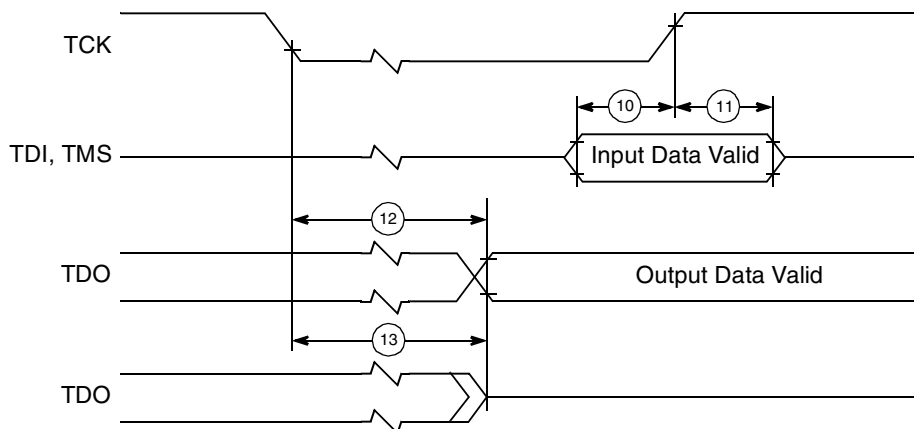 TCK
10
11
TDI, TMS
Input Data Valid
12
TDO
Output Data Valid
13
TDO